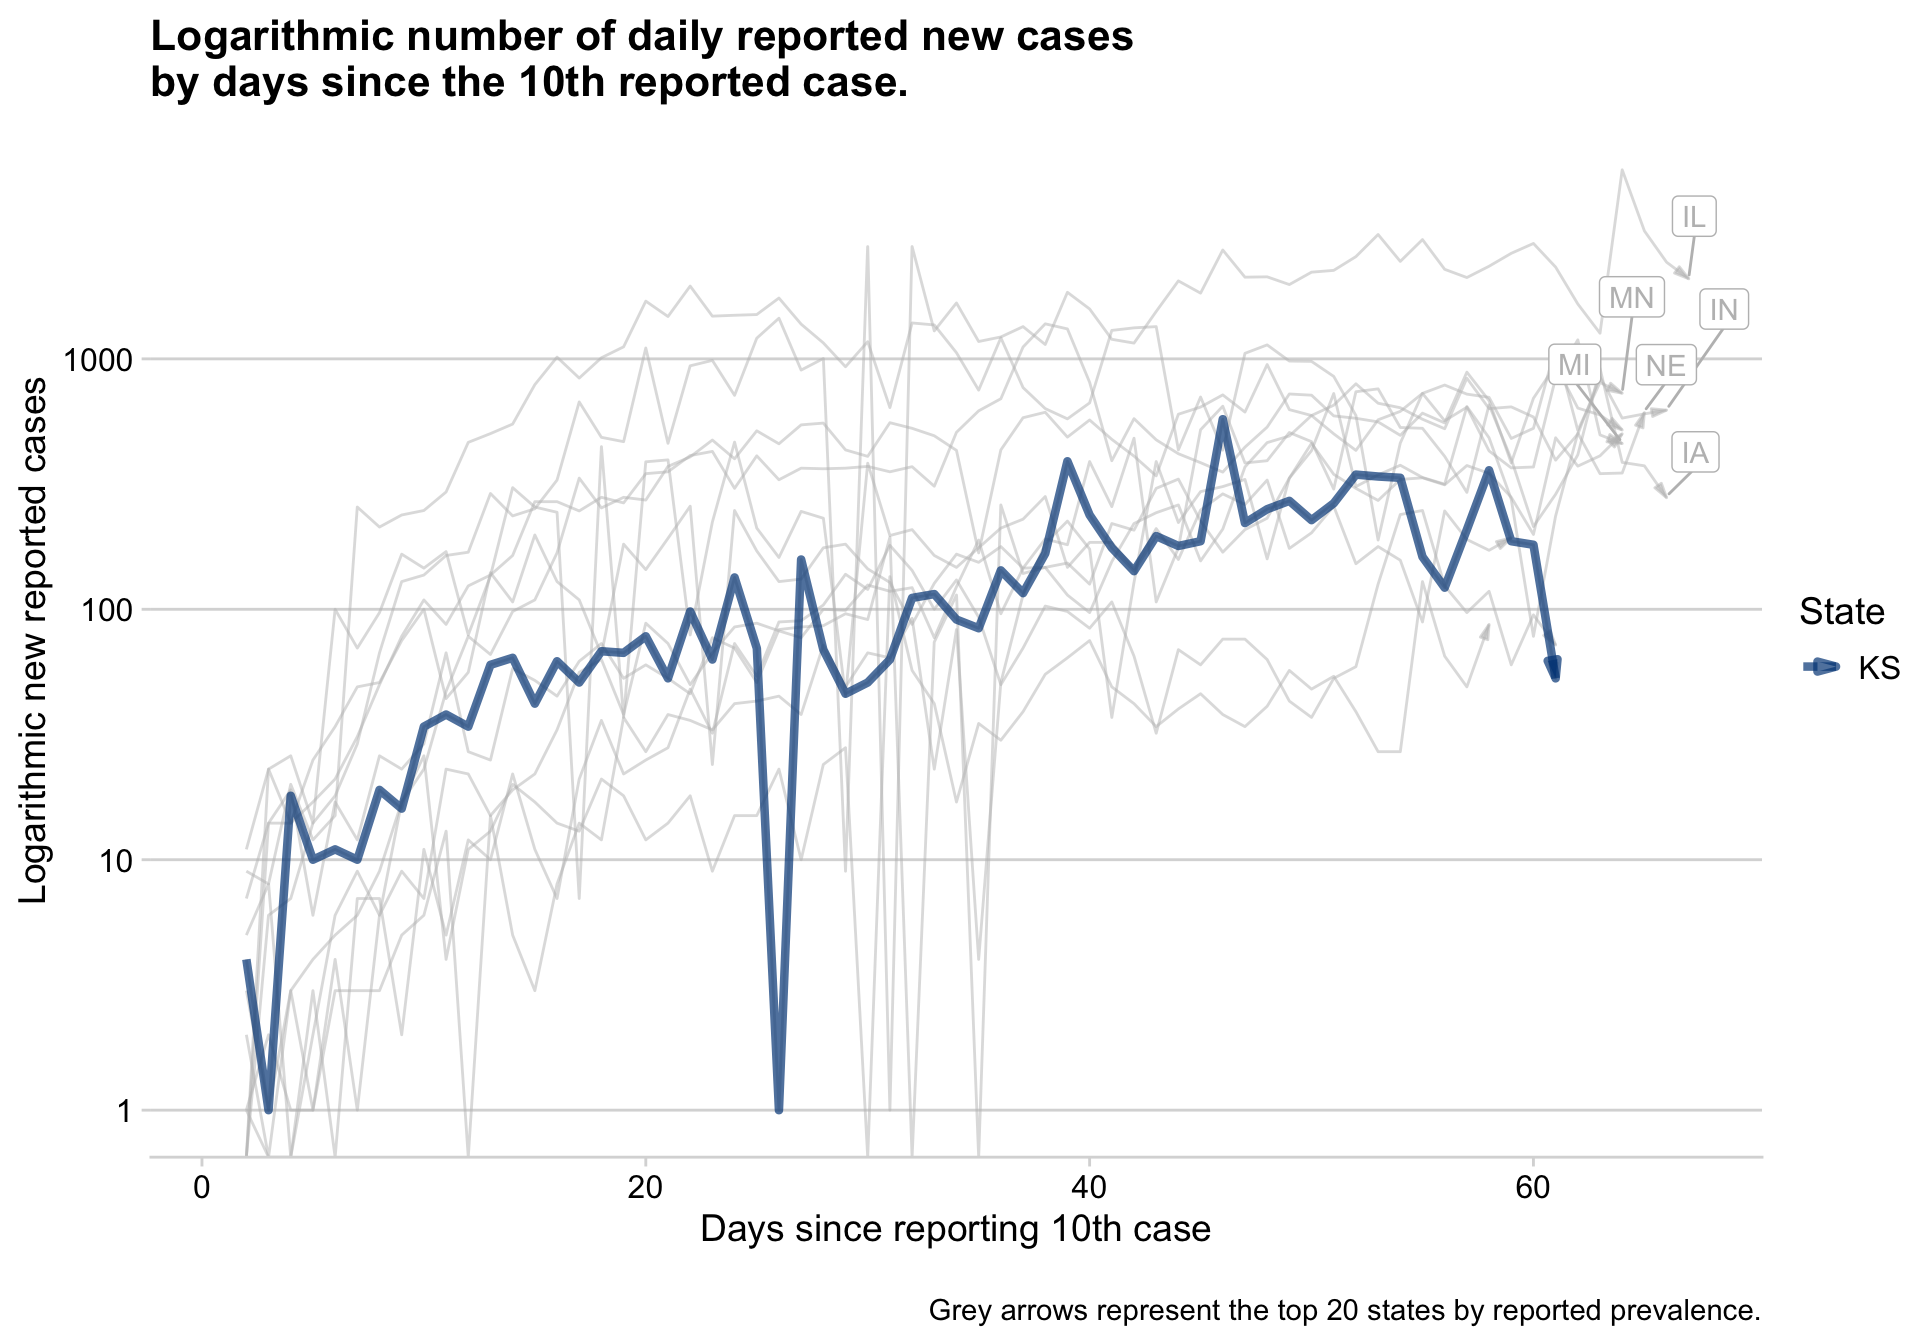 Logarithmic number of daily reported new cases
by days since the 10th reported case.
Logarithmic new reported cases
1000
100
10
1
IL
MN
IN
MI
NE
IA
State
KS
0
20
40
60
Days since reporting 10th case
Grey arrows represent the top 20 states by reported prevalence.